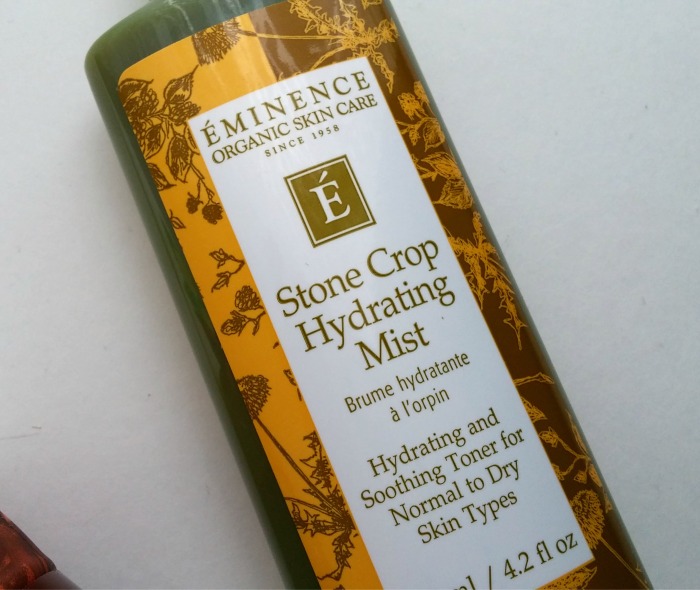 ÉMINENCE
ORGANIC SKIN CARE
SINCE 1958
É
Stone Crop
Hydrating
Mist
Brume hydratante
à l'orpin
Hydrating and
Soothing Toner for
Normal to Dry
Skin Types
ml / 4.2 fl oz